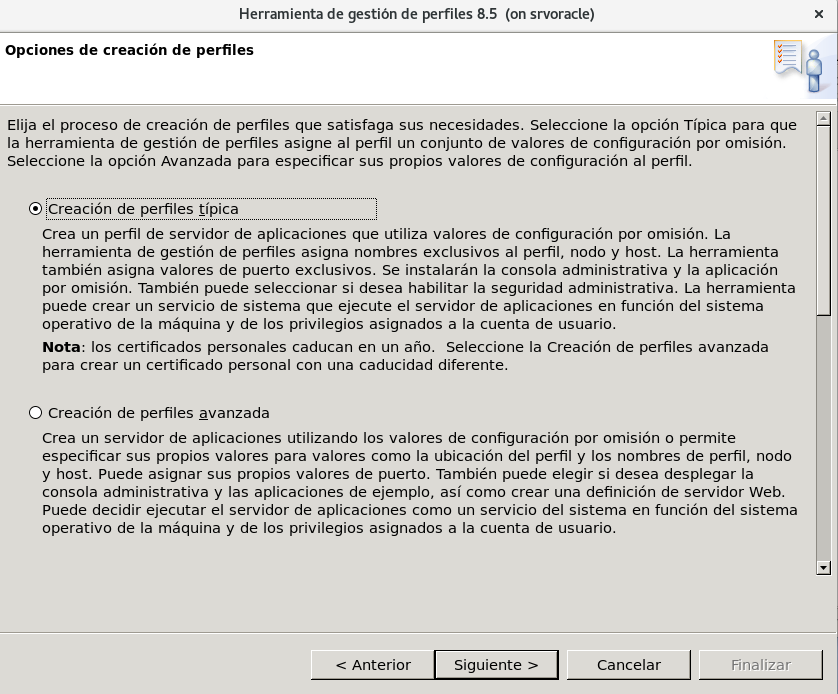 Herramienta de gestión de perfiles 8.5  (on srvoracle)
Opciones de creación de perfiles
Elija el proceso de creación de perfiles que satisfaga sus necesidades. Seleccione la opción Típica para que
la herramienta de gestión de perfiles asigne al perfil un conjunto de valores de configuración por omisión.
Seleccione la opción Avanzada para especificar sus propios valores de configuración al perfil.
Creación de perfiles típica
Crea un perfil de servidor de aplicaciones que utiliza valores de configuración por omisión. La
herramienta de gestión de perfiles asigna nombres exclusivos al perfil, nodo y host. La herramienta
también asigna valores de puerto exclusivos. Se instalarán la consola administrativa y la aplicación
por omisión. También puede seleccionar si desea habilitar la seguridad administrativa. La herramienta
puede crear un servicio de sistema que ejecute el servidor de aplicaciones en función del sistema
operativo de la máquina y de los privilegios asignados a la cuenta de usuario.
Nota: los certificados personales caducan en un año.  Seleccione la Creación de perfiles avanzada
para crear un certificado personal con una caducidad diferente.
Creación de perfiles avanzada
Crea un servidor de aplicaciones utilizando los valores de configuración por omisión o permite
especificar sus propios valores para valores como la ubicación del perfil y los nombres de perfil, nodo
y host. Puede asignar sus propios valores de puerto. También puede elegir si desea desplegar la
consola administrativa y las aplicaciones de ejemplo, así como crear una definición de servidor Web.
Puede decidir ejecutar el servidor de aplicaciones como un servicio del sistema en función del sistema
operativo de la máquina y de los privilegios asignados a la cuenta de usuario.
< Anterior
Siguiente >
Cancelar
Finalizar